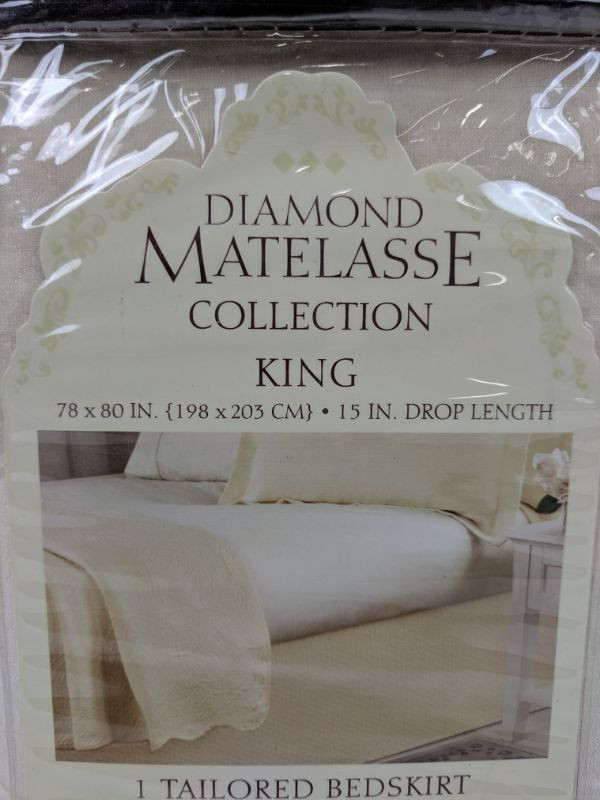 DIAMOND
MATELASSE
COLLECTION
KING
78 x 80 IN. {198 x 203 CM} • 15 IN. DROP LENGTH
1 TAILORED BEDSKIRT